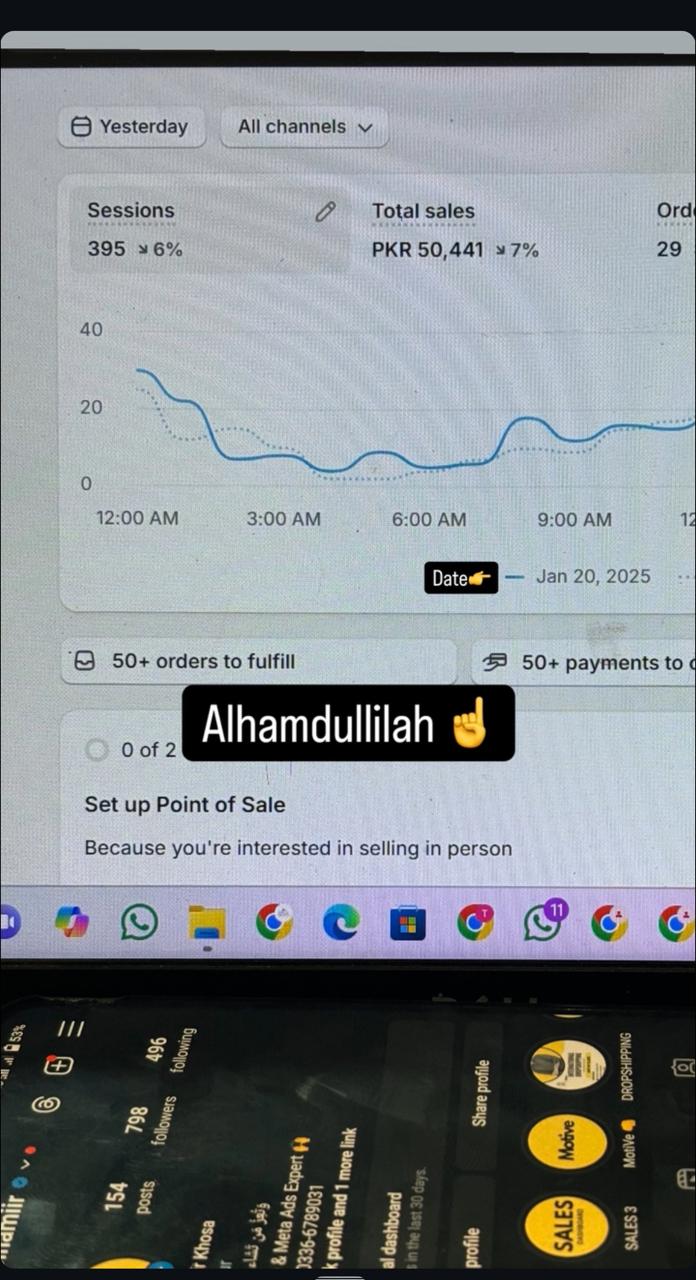 Yesterday
All channels
Sessions
395 ↘ 6%
Total sales
PKR 50,441 ↘ 7%
Orde
29
40
20
0
12:00 AM 3:00 AM 6:00 AM 9:00 AM 12
Date👉 Jan 20, 2025
50+ orders to fulfill
50+ payments to c
Alhamdullilah ☝️
0 of 2
Set up Point of Sale
Because you're interested in selling in person
T
11
53%
154 posts
798 followers
496 following
Khosa
& Meta Ads Expert
0336-6789031
profile and 1 more link
al dashboard
in the last 30 days.
profile
Share profile
SALES
DASHBOARD
SALES 3
Motive
MotiVe
DROPSHIPPING